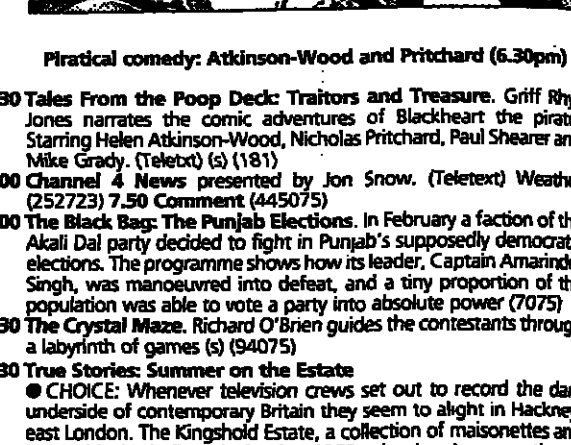 Piratical comedy: Atkinson-Wood and Pritchard (6.30pm)
30 Tales From the Poop Deck: Traitors and Treasure. Griff Rhy
Jones narrates the comic adventures of Blackheart the pirat
Starring Helen Atkinson-Wood, Nicholas Pritchard, Paul Shearer an
Mike Grady. (Teletxt) (s) (181)
00 Channel 4 News presented by Jon Snow. (Teletext) Weathe
(252723) 7.50 Comment (445075)
00 The Black Bag: The Punjab Elections. In February a faction of th
Akali Dal party decided to fight in Punjab's supposedly democrat
elections. The programme shows how its leader, Captain Amarinde
Singh, was manoeuvred into defeat, and a tiny proportion of th
population was able to vote a party into absolute power (7075)
30 The Crystal Maze. Richard O'Brien guides the contestants throug
a labyrinth of games (s) (94075)
30 True Stories: Summer on the Estate
● CHOICE: Whenever television crews set out to record the dar
underside of contemporary Britain they seem to alight in Hackney
east London. The Kingshold Estate, a collection of maisonettes an